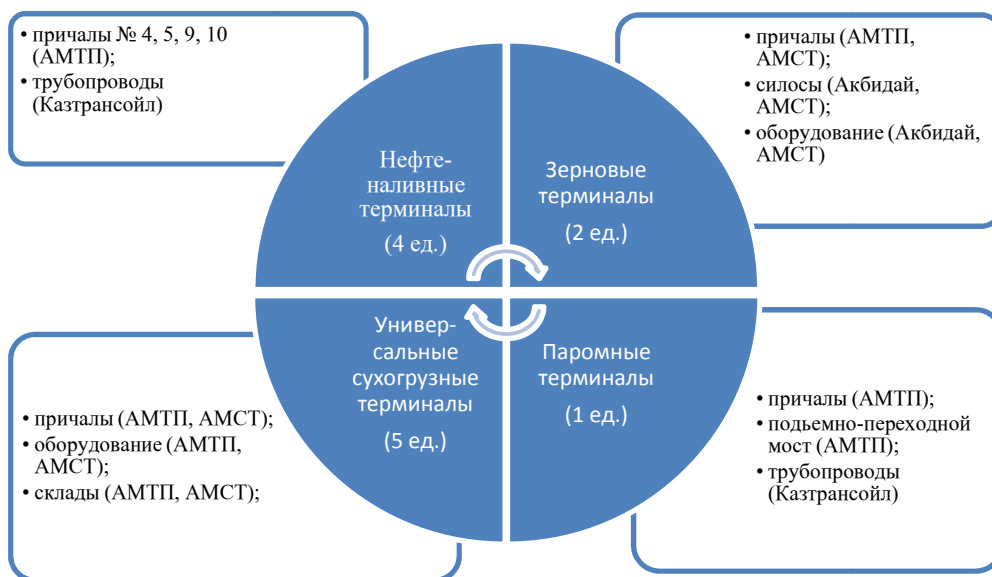 • причалы № 4, 5, 9, 10
(АМТП);
• трубопроводы
(Казтрансойл)
• причалы (АМТП,
АМСТ);
• силосы (Акбидай,
АМСТ);
• оборудование (Акбидай,
АМСТ)
Нефте-
наливные
терминалы
(4 ед.)
Зерновые
терминалы
(2 ед.)
Универ-
сальные
сухогрузные
терминалы
(5 ед.)
Паромные
терминалы
(1 ед.)
• причалы (АМТП, АМСТ);
• оборудование (АМТП,
АМСТ);
• склады (АМТП, АМСТ);
• причалы (АМТП);
• подьемно-переходной
мост (АМТП);
• трубопроводы
(Казтрансойл)